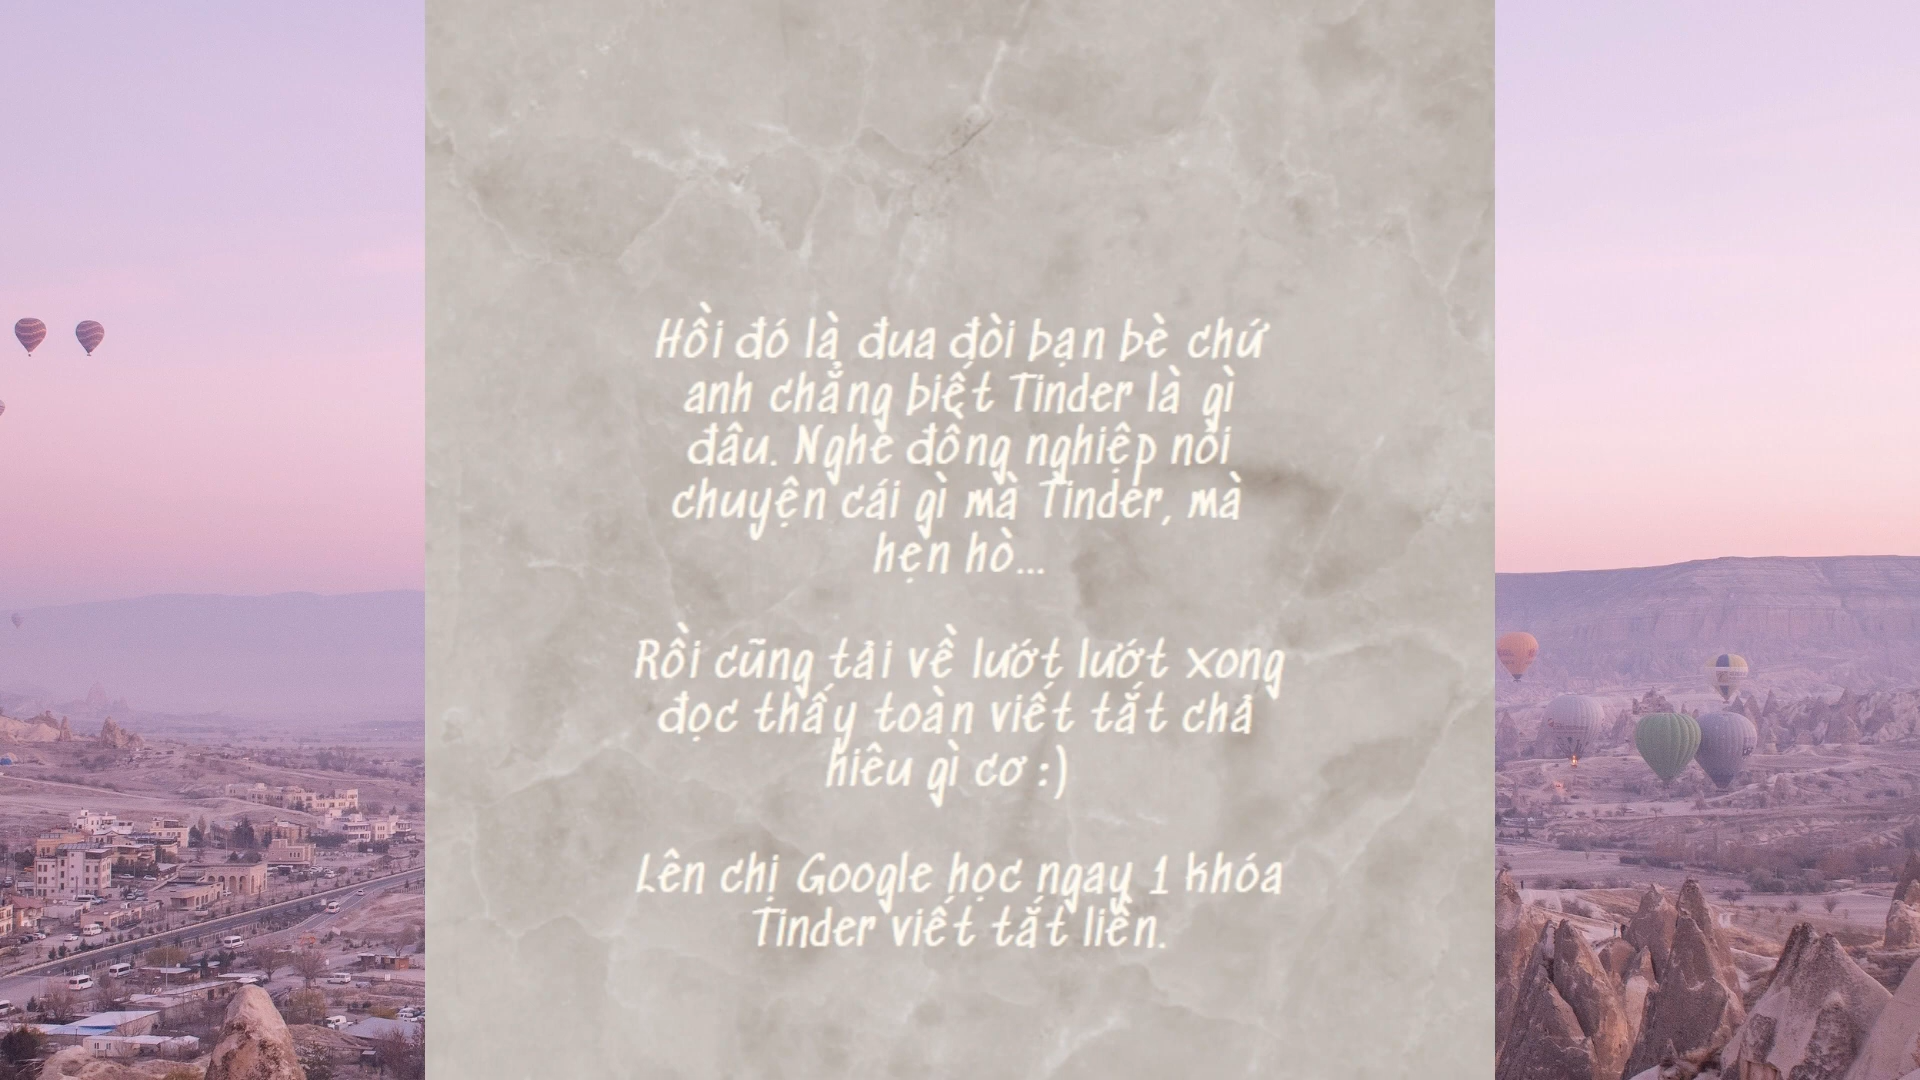 Hồi đó là đua đòi bạn bè chứ
anh chẳng biết Tinder là gì
đâu. Nghe đồng nghiệp nói
chuyện cái gì mà Tinder, mà
hẹn hò...
Rồi cũng tải về lướt lướt xong
đọc thấy toàn viết tắt chả
hiểu gì cơ :)
Lên chị Google học ngay 1 khóa
Tinder viết tắt liền.